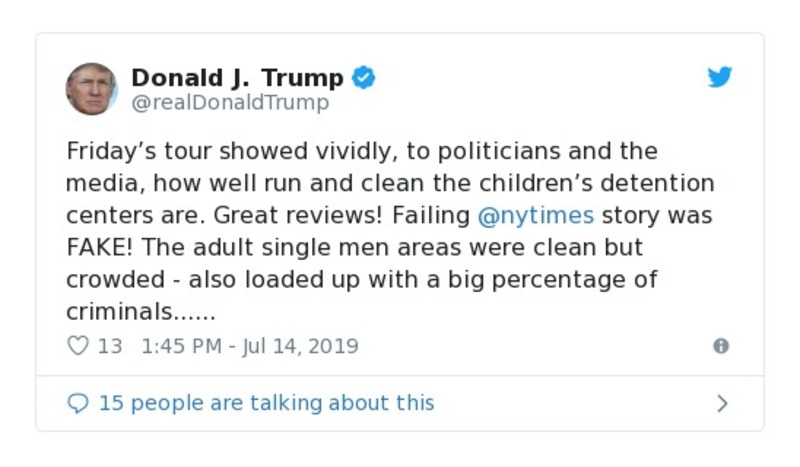 Donald J. Trump
@realDonaldTrump
Friday’s tour showed vividly, to politicians and the
media, how well run and clean the children’s detention
centers are. Great reviews! Failing @nytimes story was
FAKE! The adult single men areas were clean but
crowded - also loaded up with a big percentage of
criminals......
13 1:45 PM - Jul 14, 2019
15 people are talking about this